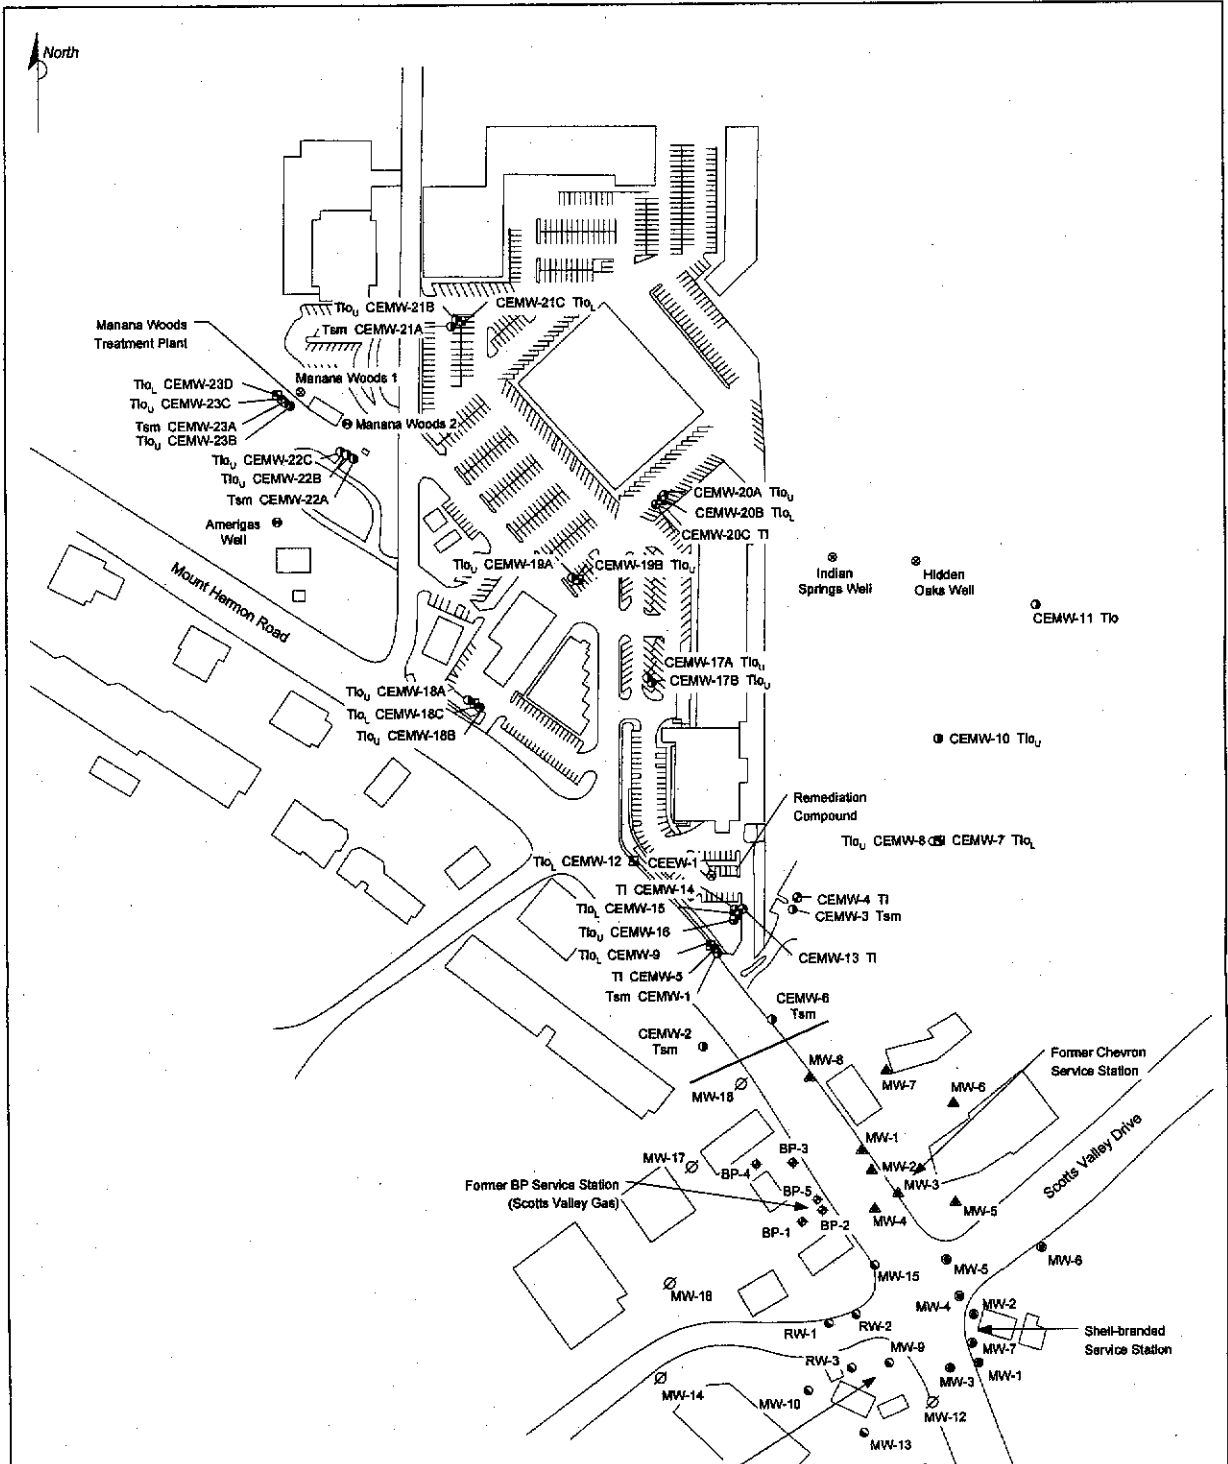 North
Tlo_U CEMW-21B
CEMW-21C Tlo_L
Tsm CEMW-21A
Manana Woods
Treatment Plant
Manana Woods 1
Tlo_L CEMW-23D
Tlo_U CEMW-23C
Tsm CEMW-23A
Tlo_U CEMW-23B
Manana Woods 2
Tlo_U CEMW-22C
Tlo_U CEMW-22B
Tsm CEMW-22A
Amerigas
Well
CEMW-20A Tlo_U
CEMW-20B Tlo_L
CEMW-20C Tl
Mount Hermon Road
Tlo_U CEMW-19A
CEMW-19B Tlo_U
Indian
Springs Well
Hidden
Oaks Well
CEMW-11 Tlo
CEMW-17A Tlo_U
CEMW-17B Tlo_U
Tlo_U CEMW-18A
Tlo_L CEMW-18C
Tlo_U CEMW-18B
CEMW-10 Tlo_U
Remediation
Compound
Tlo_U CEMW-8
CEMW-7 Tlo_L
Tlo_L CEMW-12
CEEW-1
Tl CEMW-14
Tlo_L CEMW-15
Tlo_U CEMW-16
Tlo_L CEMW-9
Tl CEMW-5
Tsm CEMW-1
CEMW-4 Tl
CEMW-3 Tsm
CEMW-13 Tl
CEMW-6
Tsm
CEMW-2
Tsm
MW-8
MW-7
MW-6
Former Chevron
Service Station
MW-18
MW-1
MW-2
MW-3
MW-4
MW-5
Scotts Valley Drive
MW-17
BP-3
BP-4
BP-5
BP-2
BP-1
Former BP Service Station
(Scotts Valley Gas)
MW-15
MW-5
MW-6
MW-16
MW-4
MW-2
RW-1
RW-2
MW-7
Shell-branded
Service Station
RW-3
MW-9
MW-3
MW-1
MW-14
MW-10
MW-12
MW-13